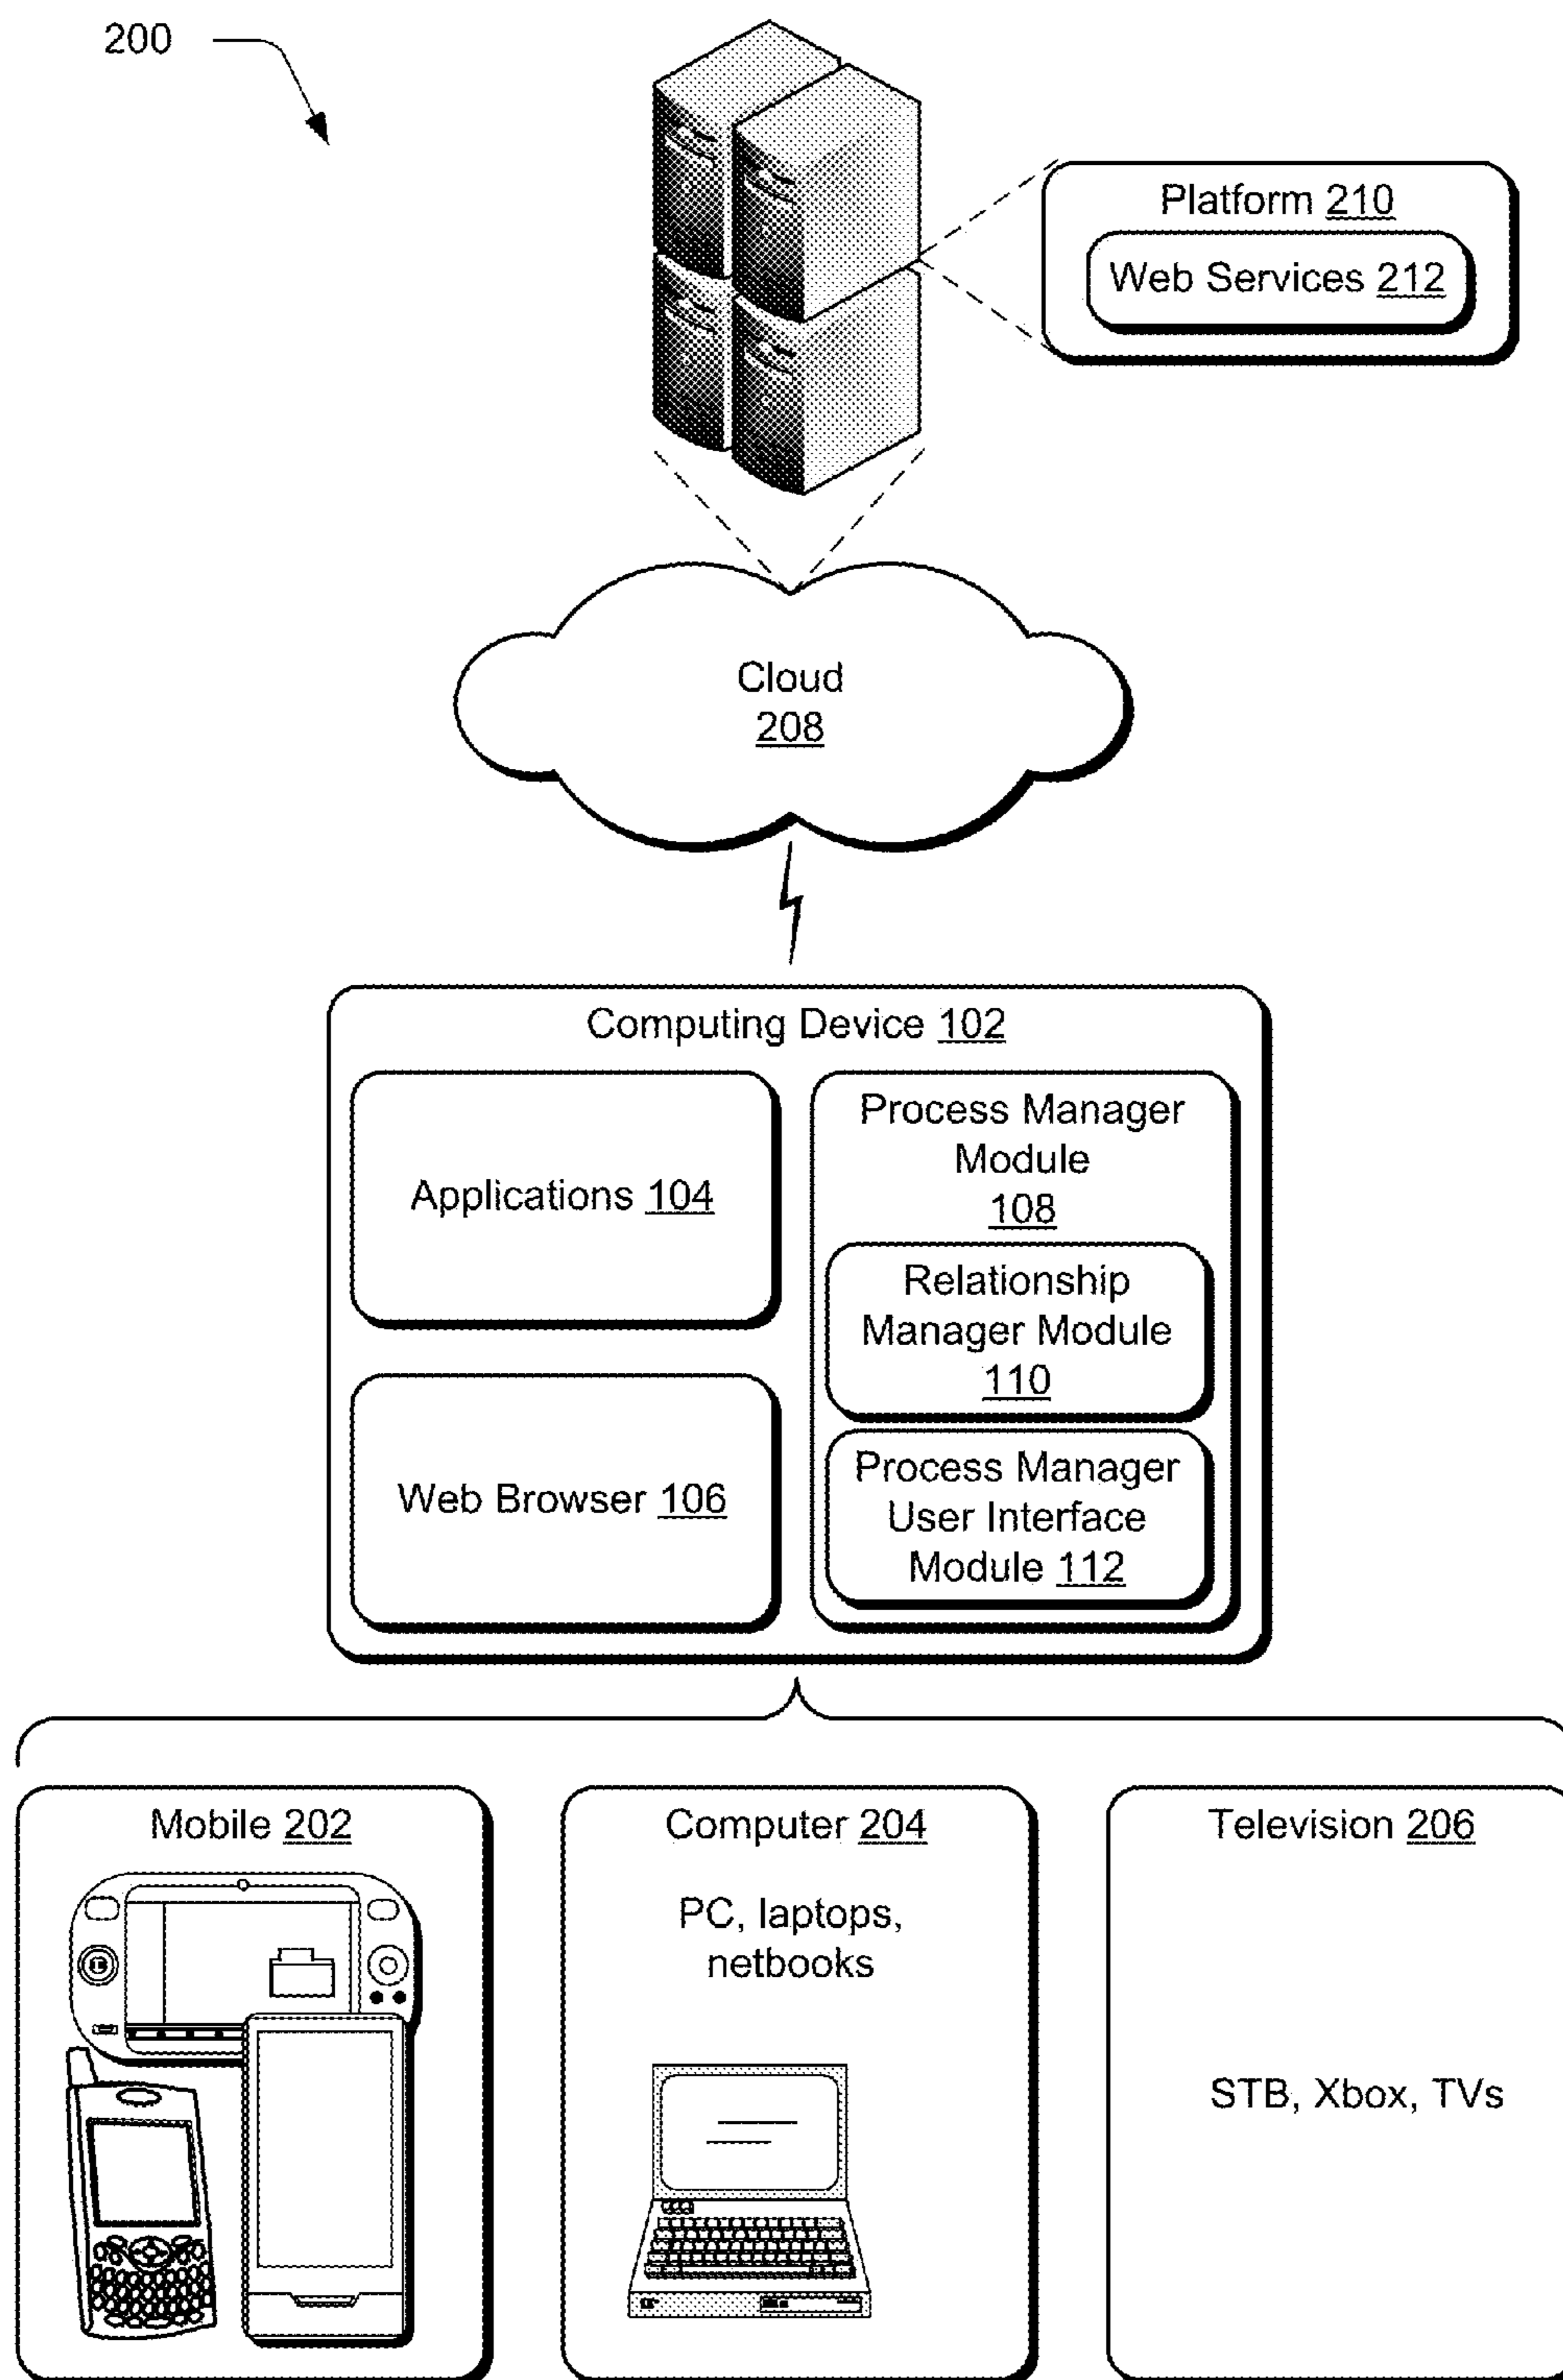 200
Platform 210
Web Services 212
Cloud
208
Computing Device 102
Applications 104
Web Browser 106
Process Manager
Module
108
Relationship
Manager Module
110
Process Manager
User Interface
Module 112
Mobile 202
Computer 204
PC, laptops,
netbooks
Television 206
STB, Xbox, TVs